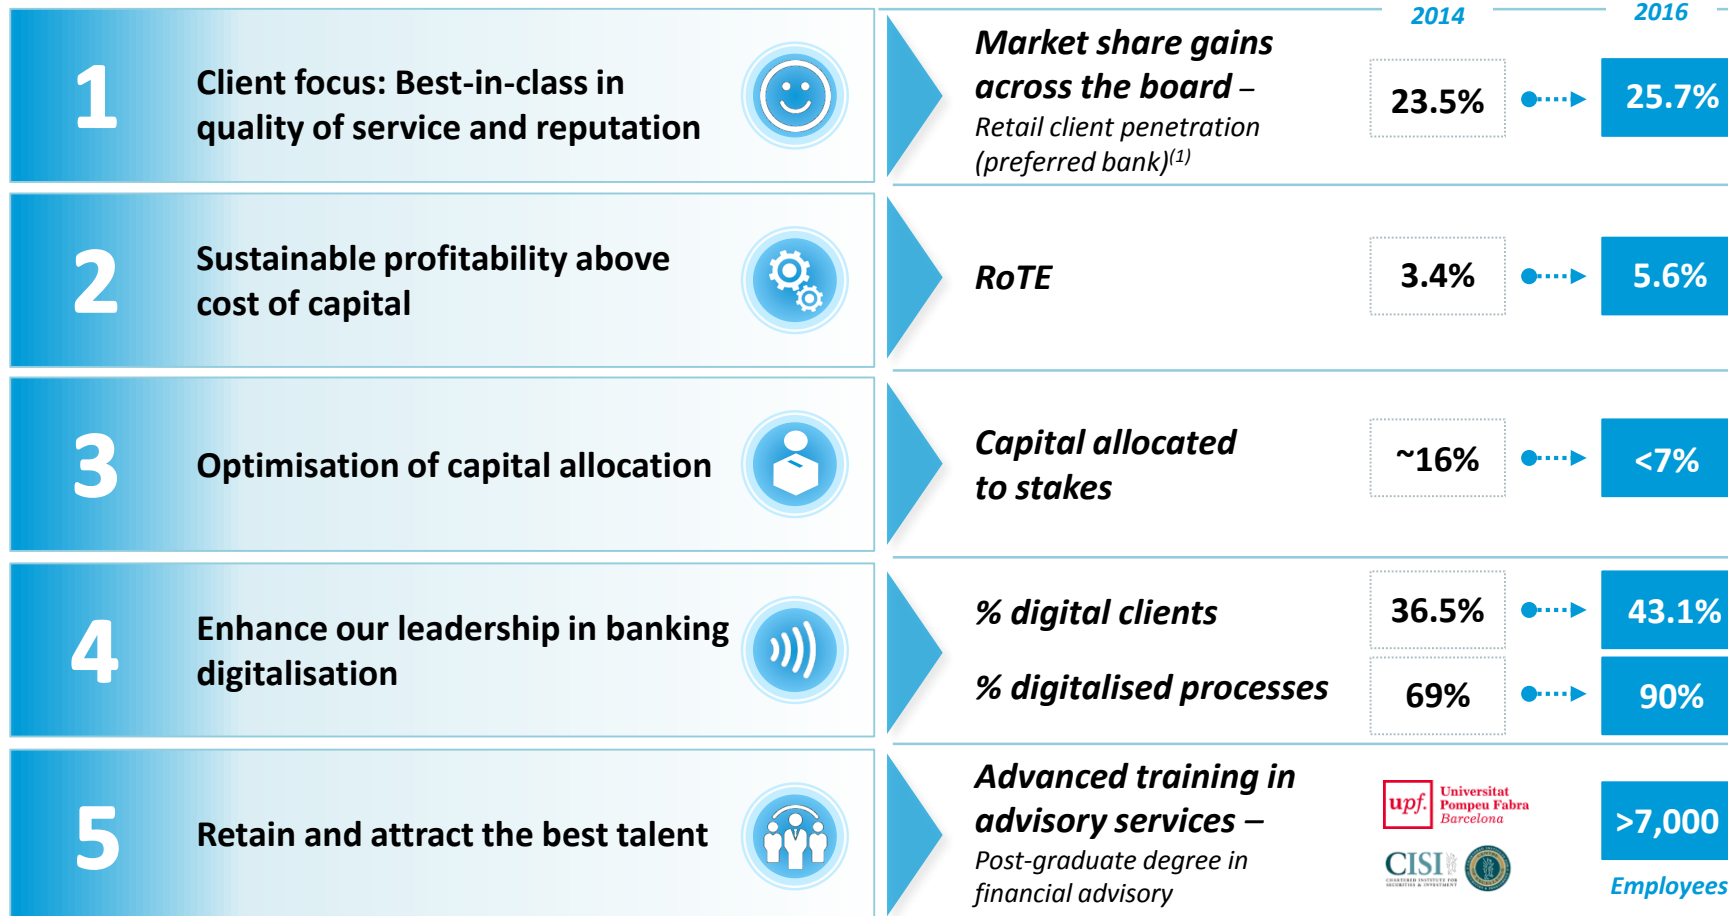 2014
2016
1
Client focus: Best-in-class in
quality of service and reputation
Market share gains
across the board –
Retail client penetration
(preferred bank)(1)
23.5%
25.7%
2
Sustainable profitability above
cost of capital
RoTE
3.4%
5.6%
3
Optimisation of capital allocation
Capital allocated
to stakes
~16%
<7%
4
Enhance our leadership in banking
digitalisation
% digital clients
36.5%
43.1%
% digitalised processes
69%
90%
5
Retain and attract the best talent
Advanced training in
advisory services –
Post-graduate degree in
financial advisory
upf.
Universitat
Pompeu Fabra
Barcelona
CISI
CHARTERED INSTITUTE FOR
SECURITIES & INVESTMENT
>7,000
Employees